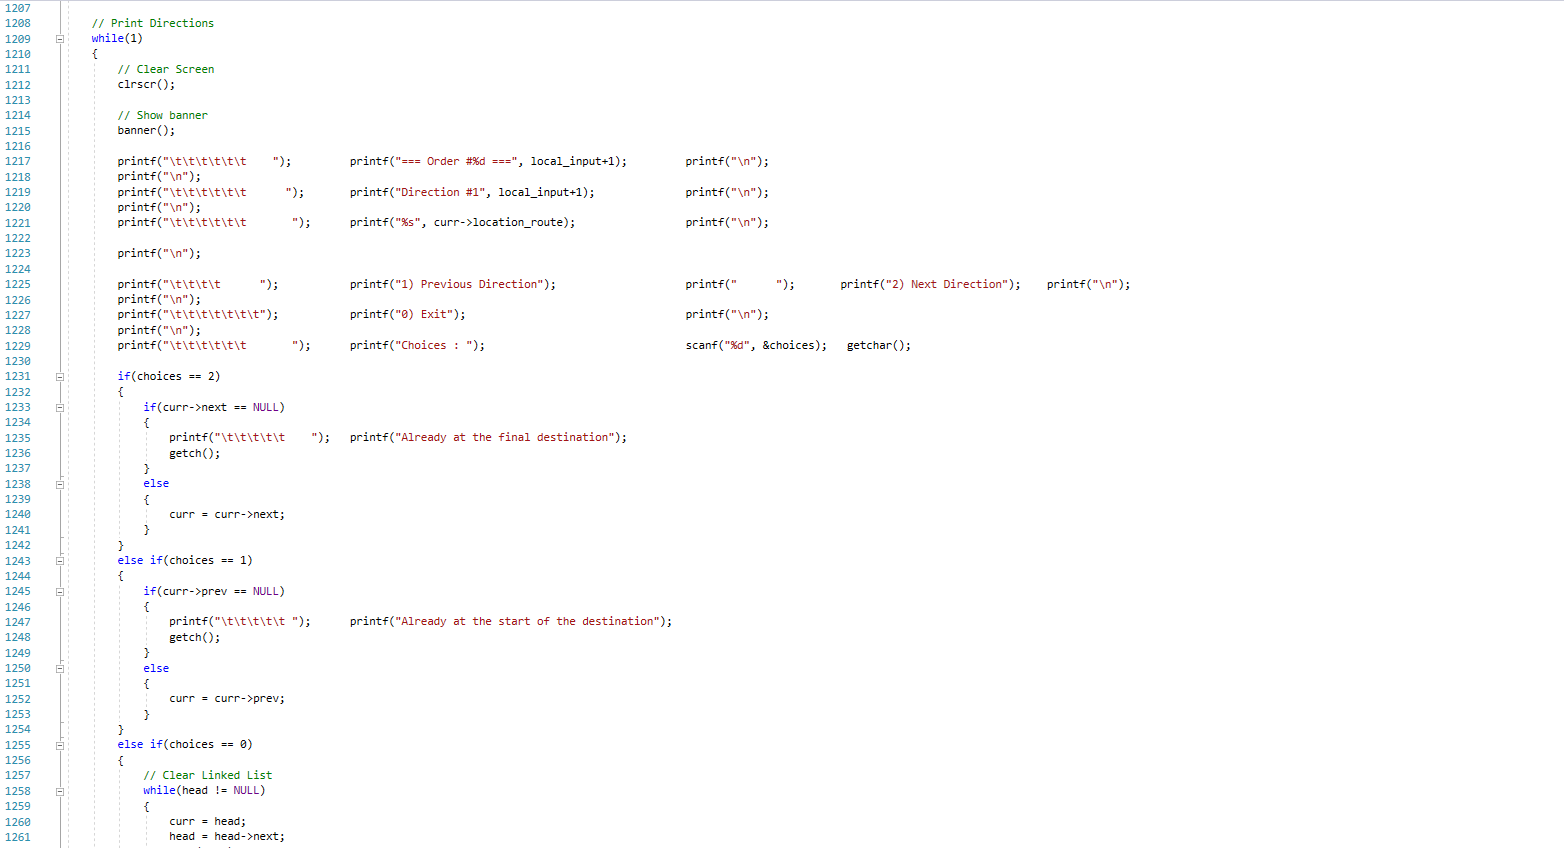 1207
1208 // Print Directions
1209 while(1)
1210 {
1211 // Clear Screen
1212 clrscr();
1213
1214 // Show banner
1215 banner();
1216
1217 printf("\t\t\t\t\t\t    "); printf("=== Order #%d ===", local_input+1); printf("\n");
1218 printf("\n");
1219 printf("\t\t\t\t\t\t      "); printf("Direction #1", local_input+1); printf("\n");
1220 printf("\n");
1221 printf("\t\t\t\t\t\t       "); printf("%s", curr->location_route); printf("\n");
1222
1223 printf("\n");
1224
1225 printf("\t\t\t\t      "); printf("1) Previous Direction"); printf("      "); printf("2) Next Direction"); printf("\n");
1226 printf("\n");
1227 printf("\t\t\t\t\t\t\t"); printf("0) Exit"); printf("\n");
1228 printf("\n");
1229 printf("\t\t\t\t\t\t       "); printf("Choices : "); scanf("%d", &choices); getchar();
1230
1231 if(choices == 2)
1232 {
1233 if(curr->next == NULL)
1234 {
1235 printf("\t\t\t\t\t    "); printf("Already at the final destination");
1236 getch();
1237 }
1238 else
1239 {
1240 curr = curr->next;
1241 }
1242 }
1243 else if(choices == 1)
1244 {
1245 if(curr->prev == NULL)
1246 {
1247 printf("\t\t\t\t\t "); printf("Already at the start of the destination");
1248 getch();
1249 }
1250 else
1251 {
1252 curr = curr->prev;
1253 }
1254 }
1255 else if(choices == 0)
1256 {
1257 // Clear Linked List
1258 while(head != NULL)
1259 {
1260 curr = head;
1261 head = head->next;